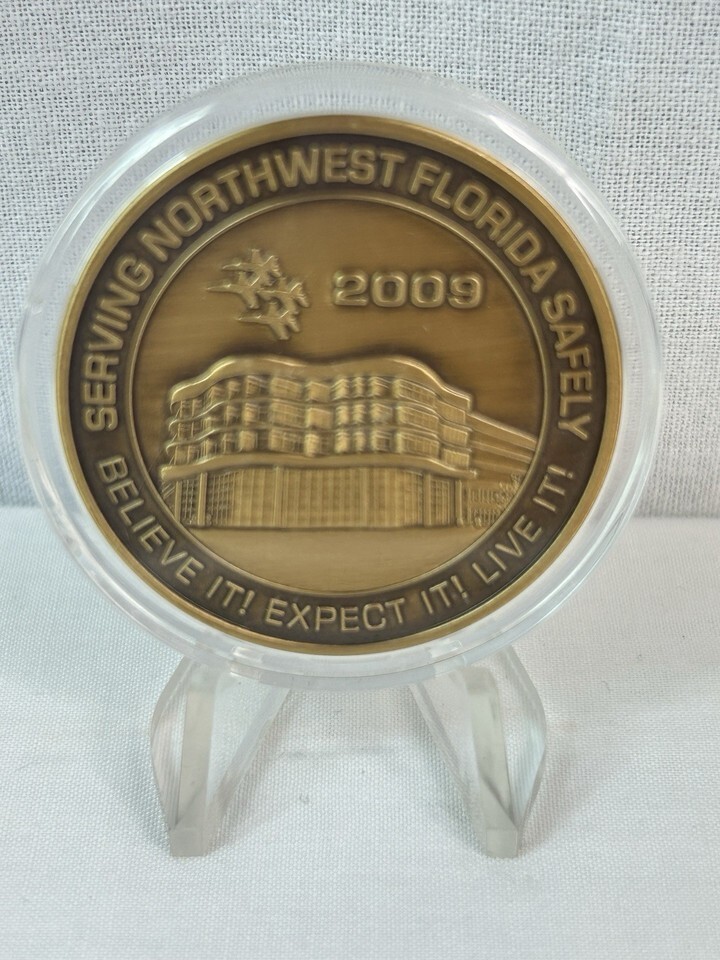 SERVING NORTHWEST FLORIDA SAFELY
2009
BELIEVE IT! EXPECT IT! LIVE IT!